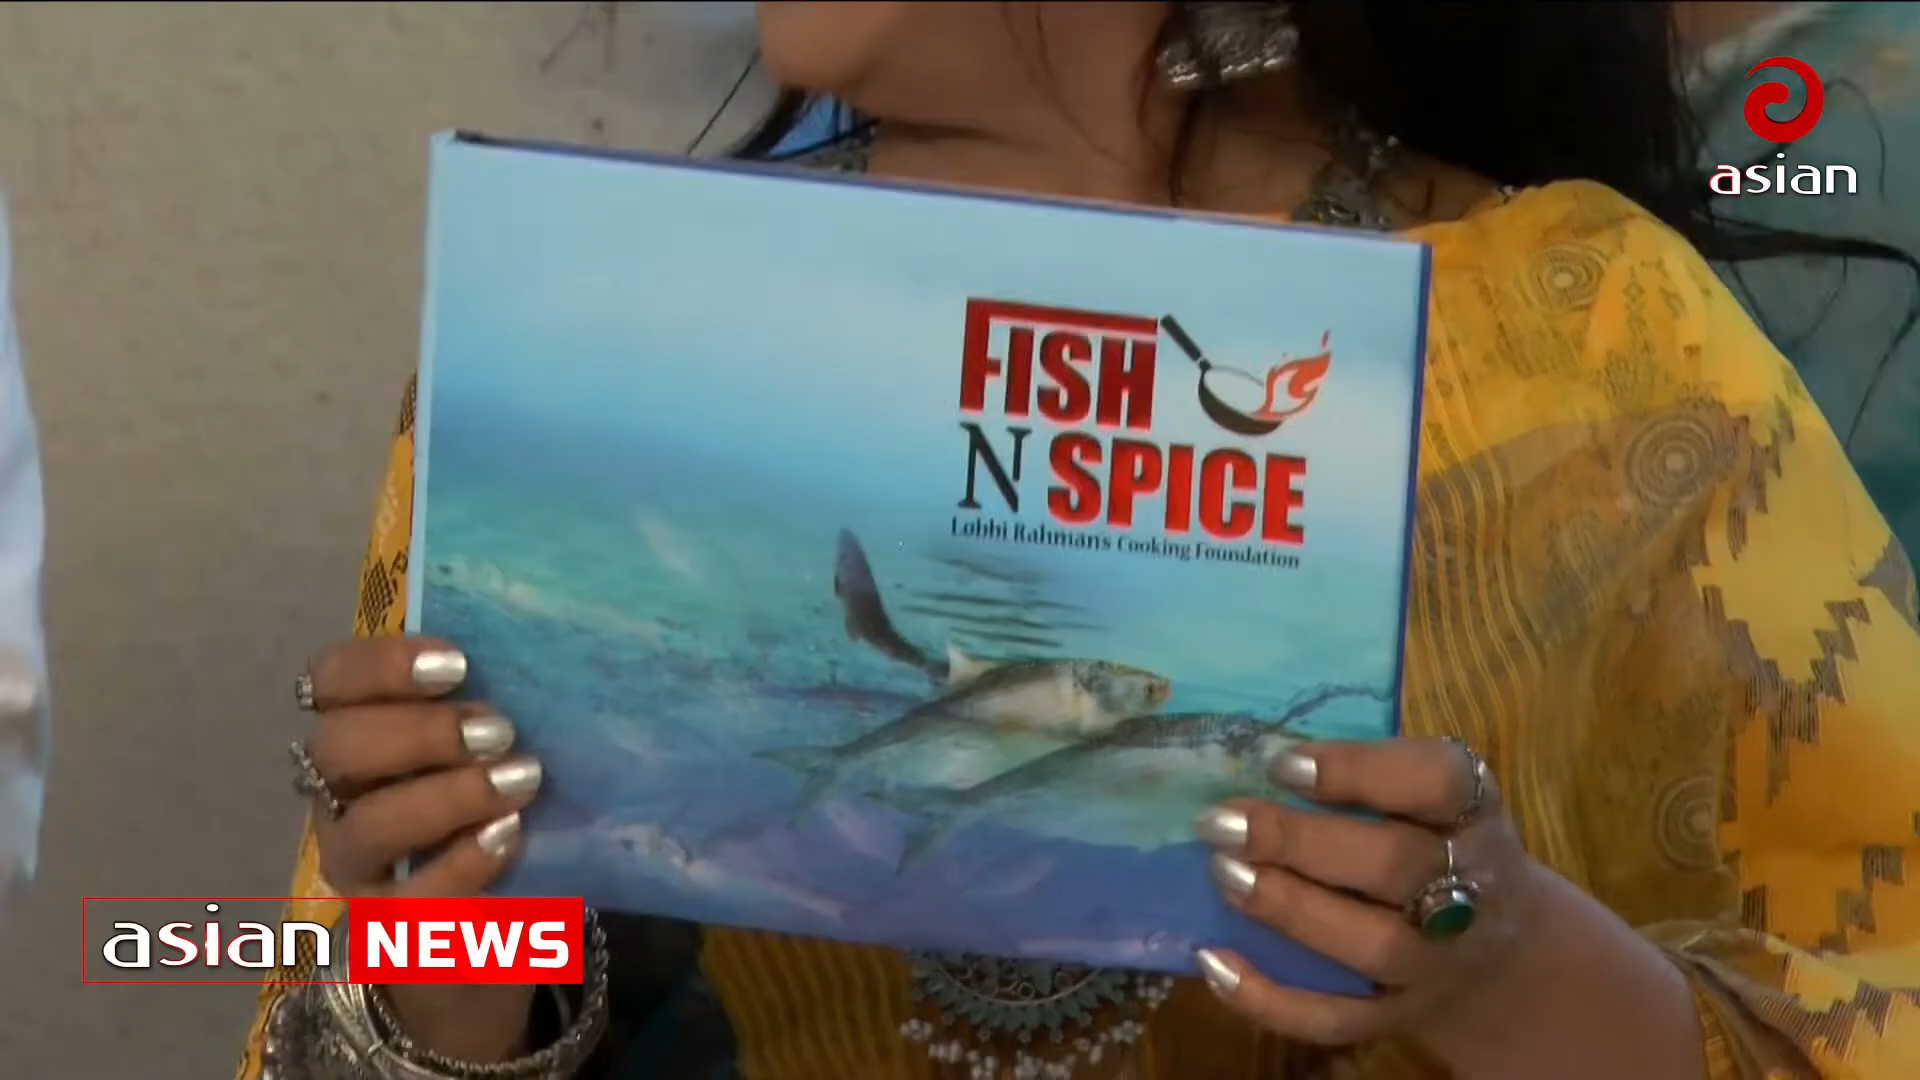 asian
FISH
N SPICE
Lobbi Rahman's Cooking Foundation
asian NEWS